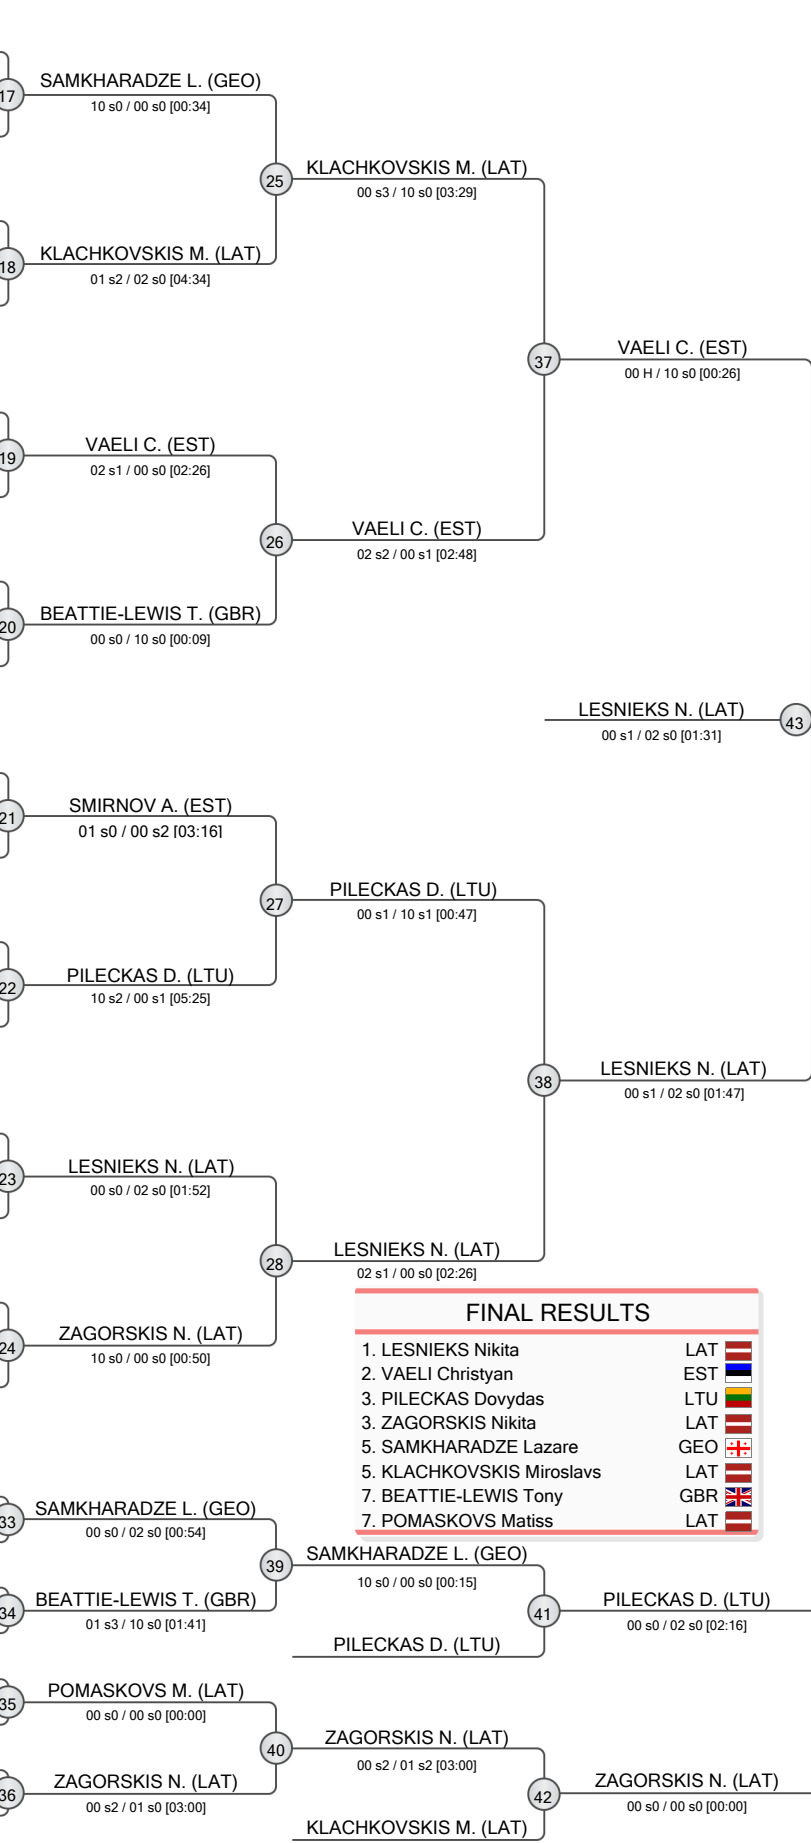 SAMKHARADZE L. (GEO)
17
10 s0 / 00 s0 [00:34]
KLACHKOVSKIS M. (LAT)
25
00 s3 / 10 s0 [03:29]
KLACHKOVSKIS M. (LAT)
18
01 s2 / 02 s0 [04:34]
VAELI C. (EST)
37
00 H / 10 s0 [00:26]
VAELI C. (EST)
19
02 s1 / 00 s0 [02:26]
VAELI C. (EST)
26
02 s2 / 00 s1 [02:48]
BEATTIE-LEWIS T. (GBR)
20
00 s0 / 10 s0 [00:09]
LESNIEKS N. (LAT)
43
00 s1 / 02 s0 [01:31]
SMIRNOV A. (EST)
21
01 s0 / 00 s2 [03:16]
PILECKAS D. (LTU)
27
00 s1 / 10 s1 [00:47]
PILECKAS D. (LTU)
22
10 s2 / 00 s1 [05:25]
LESNIEKS N. (LAT)
38
00 s1 / 02 s0 [01:47]
LESNIEKS N. (LAT)
23
00 s0 / 02 s0 [01:52]
LESNIEKS N. (LAT)
28
02 s1 / 00 s0 [02:26]
ZAGORSKIS N. (LAT)
24
10 s0 / 00 s0 [00:50]
FINAL RESULTS
1. LESNIEKS Nikita LAT
2. VAELI Christyan EST
3. PILECKAS Dovydas LTU
3. ZAGORSKIS Nikita LAT
5. SAMKHARADZE Lazare GEO
5. KLACHKOVSKIS Miroslavs LAT
7. BEATTIE-LEWIS Tony GBR
7. POMASKOVS Matiss LAT
SAMKHARADZE L. (GEO)
33
00 s0 / 02 s0 [00:54]
SAMKHARADZE L. (GEO)
39
10 s0 / 00 s0 [00:15]
BEATTIE-LEWIS T. (GBR)
34
01 s3 / 10 s0 [01:41]
PILECKAS D. (LTU)
41
00 s0 / 02 s0 [02:16]
PILECKAS D. (LTU)
POMASKOVS M. (LAT)
35
00 s0 / 00 s0 [00:00]
ZAGORSKIS N. (LAT)
40
00 s2 / 01 s2 [03:00]
ZAGORSKIS N. (LAT)
36
00 s2 / 01 s0 [03:00]
ZAGORSKIS N. (LAT)
42
00 s0 / 00 s0 [00:00]
KLACHKOVSKIS M. (LAT)